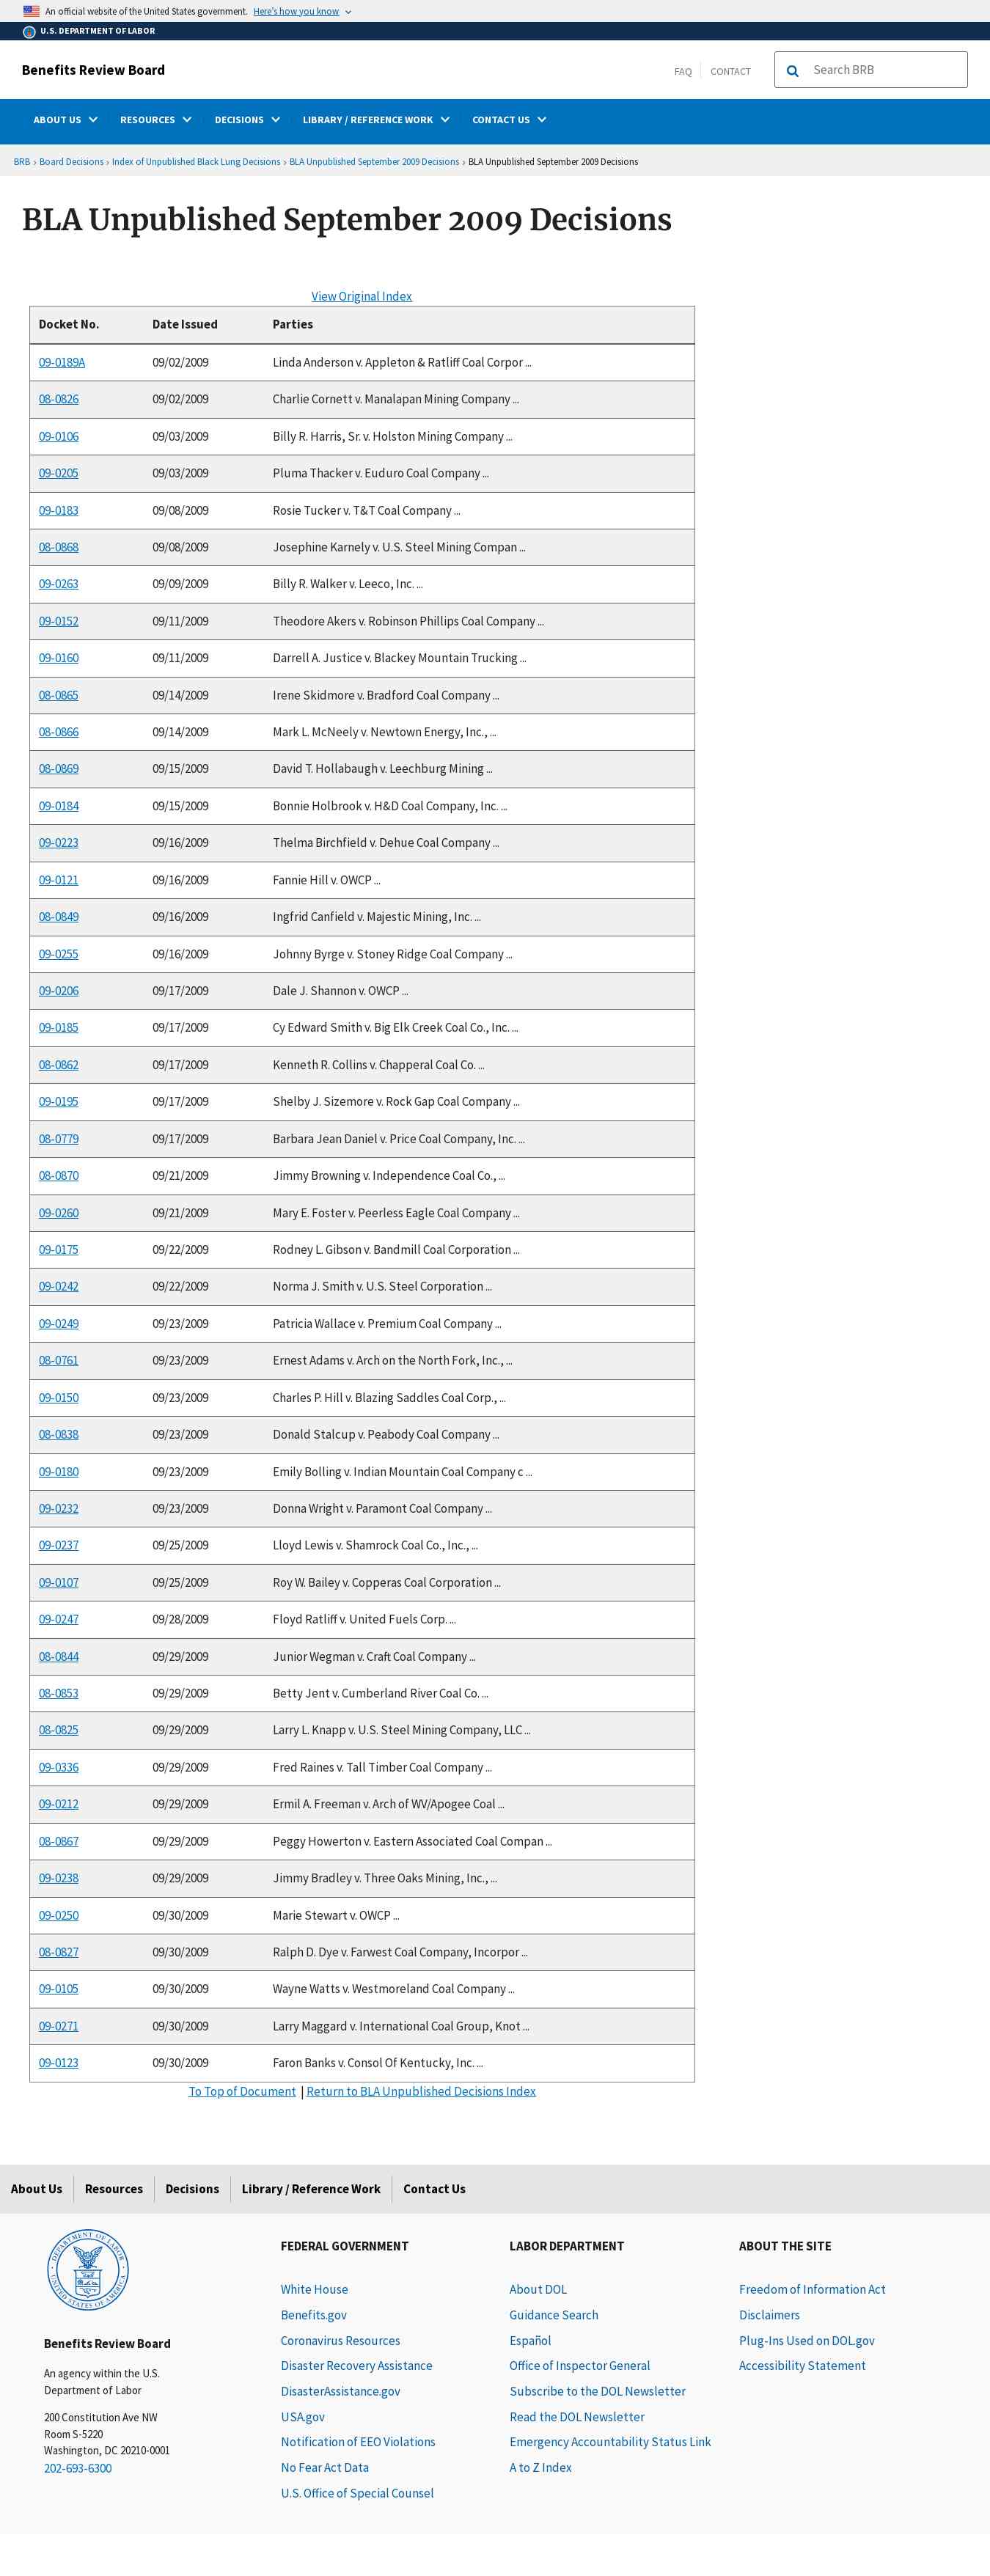 An official website of the United States government. Here's how you know
U.S. DEPARTMENT OF LABOR
Benefits Review Board
FAQ CONTACT Search BRB
ABOUT US RESOURCES DECISIONS LIBRARY / REFERENCE WORK CONTACT US
BRB › Board Decisions › Index of Unpublished Black Lung Decisions › BLA Unpublished September 2009 Decisions › BLA Unpublished September 2009 Decisions
BLA Unpublished September 2009 Decisions
View Original Index
Docket No. Date Issued Parties
09-0189A 09/02/2009 Linda Anderson v. Appleton & Ratliff Coal Corpor ...
08-0826 09/02/2009 Charlie Cornett v. Manalapan Mining Company ...
09-0106 09/03/2009 Billy R. Harris, Sr. v. Holston Mining Company ...
09-0205 09/03/2009 Pluma Thacker v. Euduro Coal Company ...
09-0183 09/08/2009 Rosie Tucker v. T&T Coal Company ...
08-0868 09/08/2009 Josephine Karnely v. U.S. Steel Mining Compan ...
09-0263 09/09/2009 Billy R. Walker v. Leeco, Inc. ...
09-0152 09/11/2009 Theodore Akers v. Robinson Phillips Coal Company ...
09-0160 09/11/2009 Darrell A. Justice v. Blackey Mountain Trucking ...
08-0865 09/14/2009 Irene Skidmore v. Bradford Coal Company ...
08-0866 09/14/2009 Mark L. McNeely v. Newtown Energy, Inc., ...
08-0869 09/15/2009 David T. Hollabaugh v. Leechburg Mining ...
09-0184 09/15/2009 Bonnie Holbrook v. H&D Coal Company, Inc. ...
09-0223 09/16/2009 Thelma Birchfield v. Dehue Coal Company ...
09-0121 09/16/2009 Fannie Hill v. OWCP ...
08-0849 09/16/2009 Ingfrid Canfield v. Majestic Mining, Inc. ...
09-0255 09/16/2009 Johnny Byrge v. Stoney Ridge Coal Company ...
09-0206 09/17/2009 Dale J. Shannon v. OWCP ...
09-0185 09/17/2009 Cy Edward Smith v. Big Elk Creek Coal Co., Inc. ...
08-0862 09/17/2009 Kenneth R. Collins v. Chapperal Coal Co. ...
09-0195 09/17/2009 Shelby J. Sizemore v. Rock Gap Coal Company ...
08-0779 09/17/2009 Barbara Jean Daniel v. Price Coal Company, Inc. ...
08-0870 09/21/2009 Jimmy Browning v. Independence Coal Co., ...
09-0260 09/21/2009 Mary E. Foster v. Peerless Eagle Coal Company ...
09-0175 09/22/2009 Rodney L. Gibson v. Bandmill Coal Corporation ...
09-0242 09/22/2009 Norma J. Smith v. U.S. Steel Corporation ...
09-0249 09/23/2009 Patricia Wallace v. Premium Coal Company ...
08-0761 09/23/2009 Ernest Adams v. Arch on the North Fork, Inc., ...
09-0150 09/23/2009 Charles P. Hill v. Blazing Saddles Coal Corp., ...
08-0838 09/23/2009 Donald Stalcup v. Peabody Coal Company ...
09-0180 09/23/2009 Emily Bolling v. Indian Mountain Coal Company c ...
09-0232 09/23/2009 Donna Wright v. Paramont Coal Company ...
09-0237 09/25/2009 Lloyd Lewis v. Shamrock Coal Co., Inc., ...
09-0107 09/25/2009 Roy W. Bailey v. Copperas Coal Corporation ...
09-0247 09/28/2009 Floyd Ratliff v. United Fuels Corp. ...
08-0844 09/29/2009 Junior Wegman v. Craft Coal Company ...
08-0853 09/29/2009 Betty Jent v. Cumberland River Coal Co. ...
08-0825 09/29/2009 Larry L. Knapp v. U.S. Steel Mining Company, LLC ...
09-0336 09/29/2009 Fred Raines v. Tall Timber Coal Company ...
09-0212 09/29/2009 Ermil A. Freeman v. Arch of WV/Apogee Coal ...
08-0867 09/29/2009 Peggy Howerton v. Eastern Associated Coal Compan ...
09-0238 09/29/2009 Jimmy Bradley v. Three Oaks Mining, Inc., ...
09-0250 09/30/2009 Marie Stewart v. OWCP ...
08-0827 09/30/2009 Ralph D. Dye v. Farwest Coal Company, Incorpor ...
09-0105 09/30/2009 Wayne Watts v. Westmoreland Coal Company ...
09-0271 09/30/2009 Larry Maggard v. International Coal Group, Knot ...
09-0123 09/30/2009 Faron Banks v. Consol Of Kentucky, Inc. ...
To Top of Document | Return to BLA Unpublished Decisions Index
About Us Resources Decisions Library / Reference Work Contact Us
DEPARTMENT OF LABOR
UNITED STATES OF AMERICA
Benefits Review Board
An agency within the U.S.
Department of Labor
200 Constitution Ave NW
Room S-5220
Washington, DC 20210-0001
202-693-6300
FEDERAL GOVERNMENT
White House
Benefits.gov
Coronavirus Resources
Disaster Recovery Assistance
DisasterAssistance.gov
USA.gov
Notification of EEO Violations
No Fear Act Data
U.S. Office of Special Counsel
LABOR DEPARTMENT
About DOL
Guidance Search
Español
Office of Inspector General
Subscribe to the DOL Newsletter
Read the DOL Newsletter
Emergency Accountability Status Link
A to Z Index
ABOUT THE SITE
Freedom of Information Act
Disclaimers
Plug-Ins Used on DOL.gov
Accessibility Statement